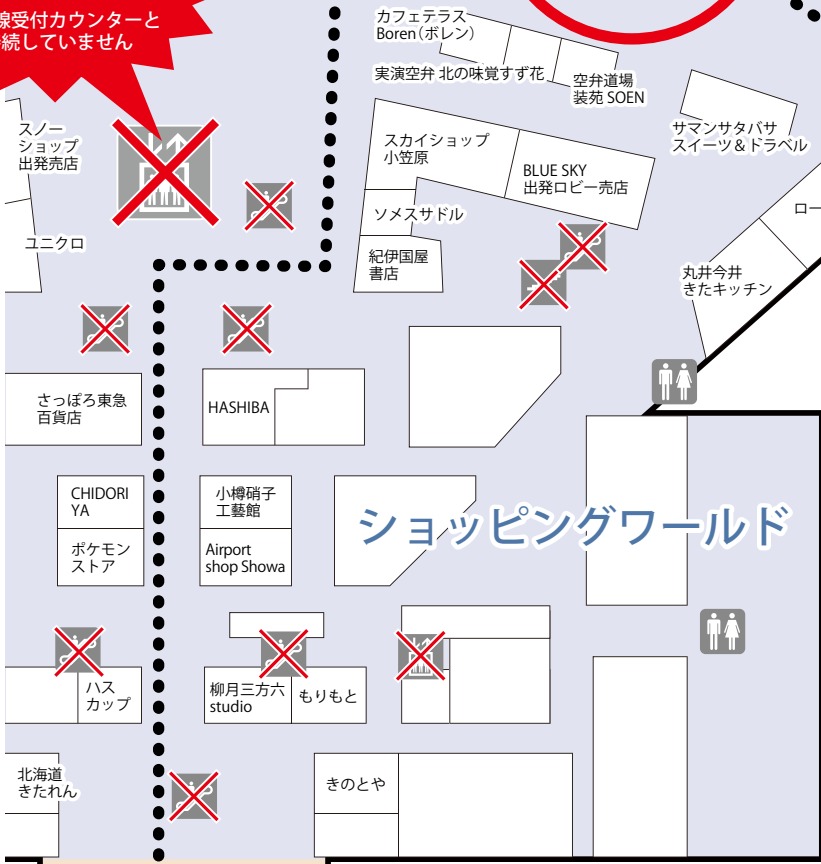 線受付カウンターと
続していません
カフェテラス
Boren（ボレン）
実演空弁 北の味覚すず花
空弁道場
装苑 SOEN
スノー
ショップ
出発売店
スカイショップ
小笠原
サマンサタバサ
スイーツ＆トラベル
BLUE SKY
出発ロビー売店
ソメスサドル
ロー
ユニクロ
紀伊国屋
書店
丸井今井
きたキッチン
さっぽろ東急
百貨店
HASHIBA
CHIDORI
YA
小樽硝子
工藝館
ショッピングワールド
ポケモン
ストア
Airport
shop Showa
ハス
カップ
柳月三方六
studio
もりもと
北海道
きたれん
きのとや